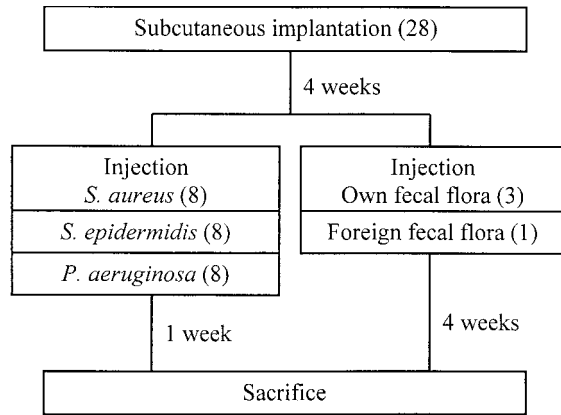 Subcutaneous implantation (28)
4 weeks
Injection
S. aureus (8)
S. epidermidis (8)
P. aeruginosa (8)
Injection
Own fecal flora (3)
Foreign fecal flora (1)
1 week
4 weeks
Sacrifice